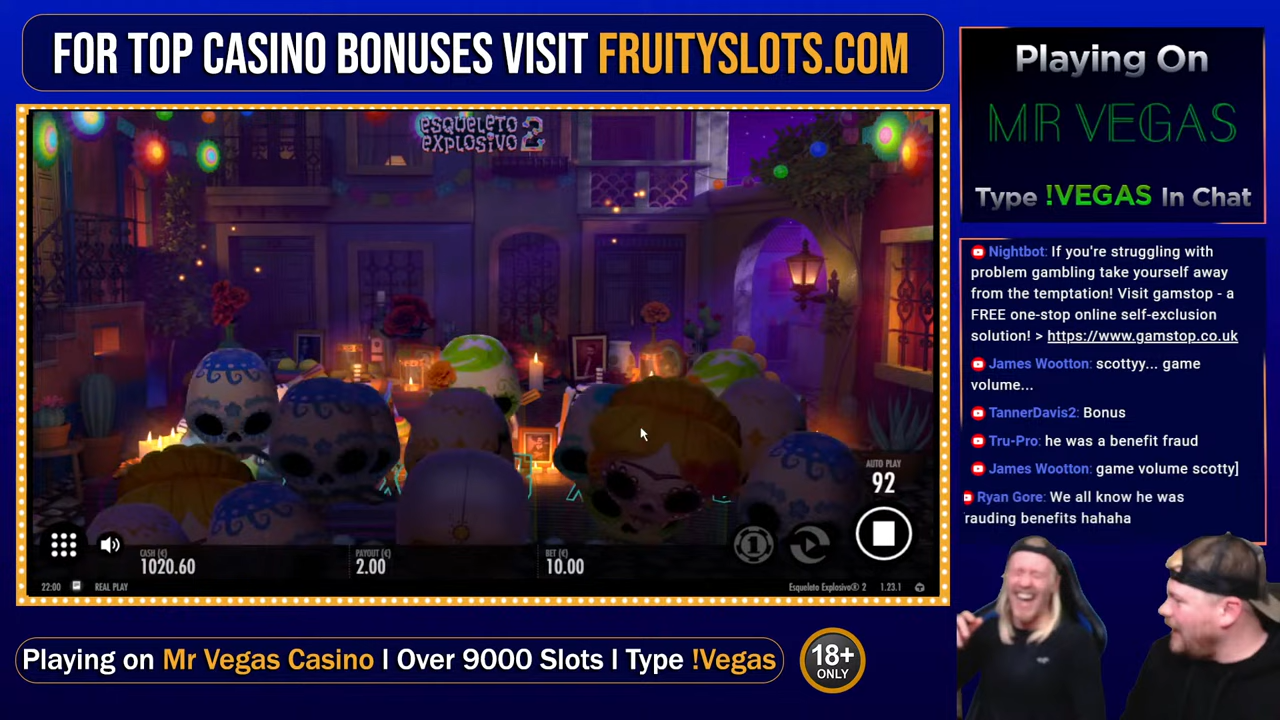 FOR TOP CASINO BONUSES VISIT FRUITYSLOTS.COM
esqueleto
explosivo 2
AUTO PLAY
92
CASH (€)
1020.60
PAYOUT (€)
2.00
BET (€)
10.00
22:00
REAL PLAY
Esqueleto Explosivo® 2
1.23.1
Playing On
MR VEGAS
Type !VEGAS In Chat
Nightbot: If you're struggling with
problem gambling take yourself away
from the temptation! Visit gamstop - a
FREE one-stop online self-exclusion
solution! > https://www.gamstop.co.uk
James Wootton: scottyy... game
volume...
TannerDavis2: Bonus
Tru-Pro: he was a benefit fraud
James Wootton: game volume scotty]
Ryan Gore: We all know he was
rauding benefits hahaha
Playing on Mr Vegas Casino | Over 9000 Slots | Type !Vegas
18+
ONLY